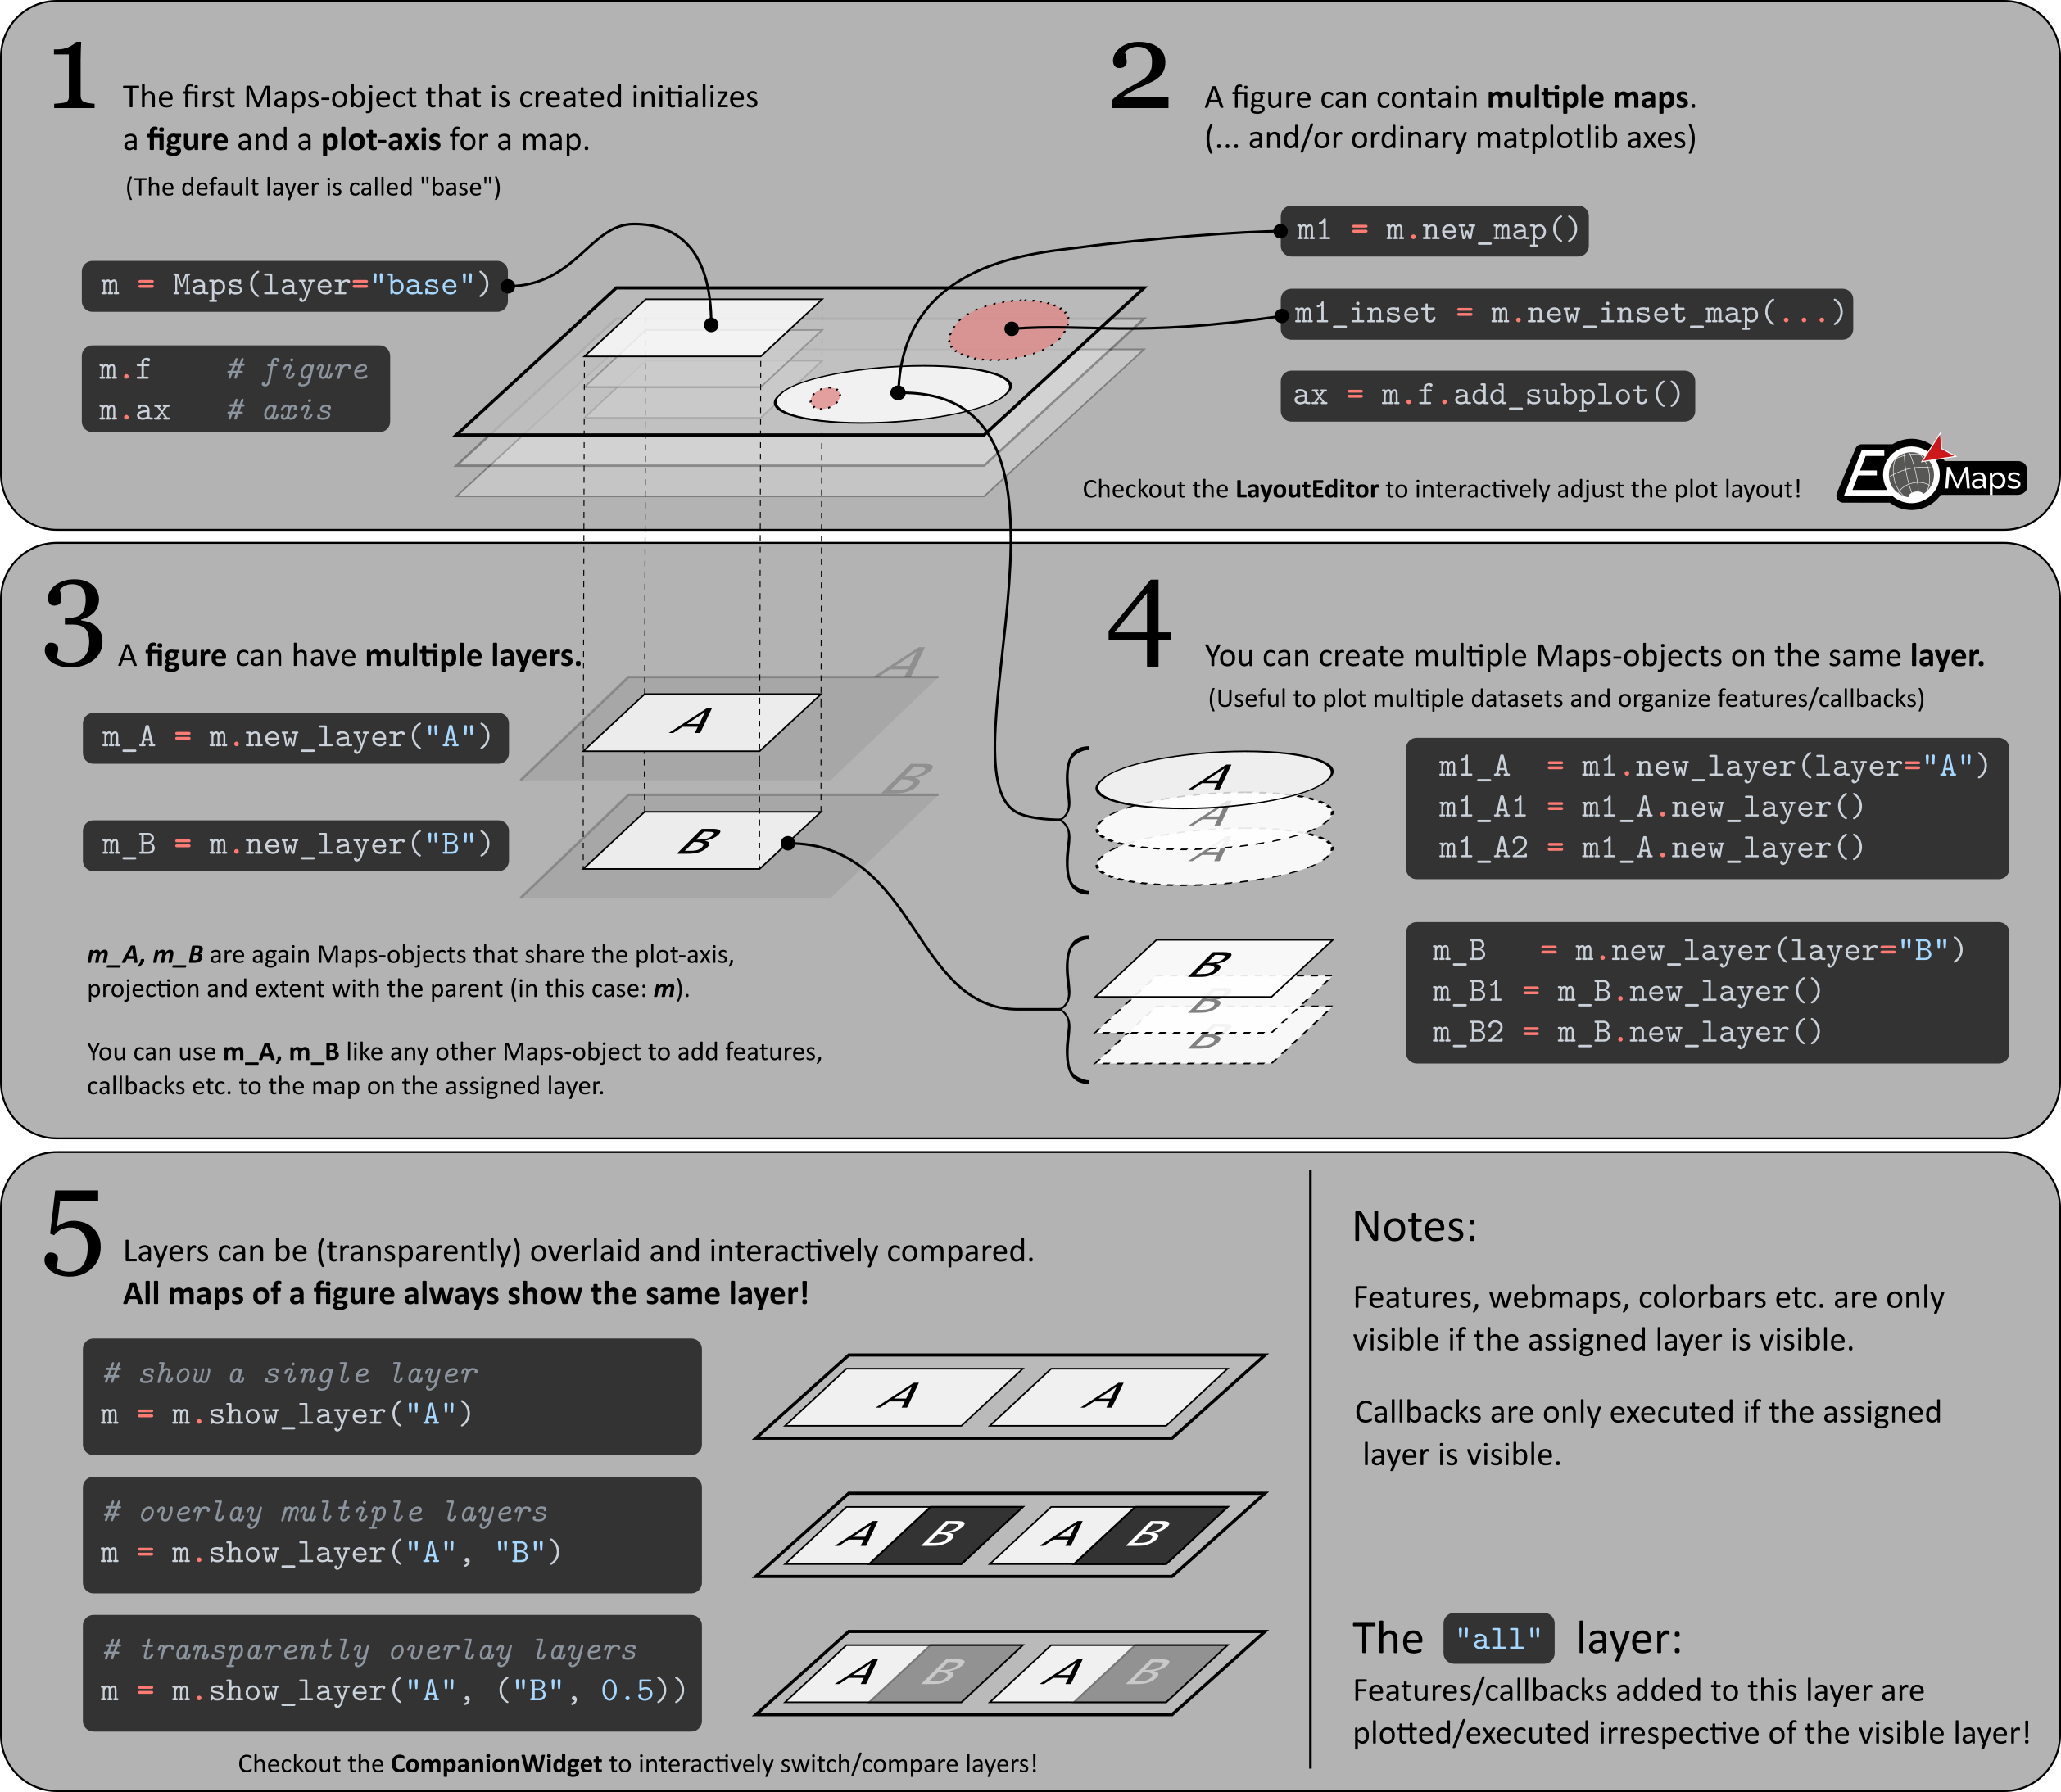 1
The first Maps-object that is created initializes
a figure and a plot-axis for a map.
(The default layer is called "base")
m = Maps(layer="base")
m.f # figure
m.ax # axis
2
A figure can contain multiple maps.
(... and/or ordinary matplotlib axes)
m1 = m.new_map()
m1_inset = m.new_inset_map(...)
ax = m.f.add_subplot()
Checkout the LayoutEditor to interactively adjust the plot layout!
EO Maps
3
A figure can have multiple layers.
m_A = m.new_layer("A")
m_B = m.new_layer("B")
A
A
B
B
m_A, m_B are again Maps-objects that share the plot-axis,
projection and extent with the parent (in this case: m).
You can use m_A, m_B like any other Maps-object to add features,
callbacks etc. to the map on the assigned layer.
4
You can create multiple Maps-objects on the same layer.
(Useful to plot multiple datasets and organize features/callbacks)
A
A
A
m1_A = m1.new_layer(layer="A")
m1_A1 = m1_A.new_layer()
m1_A2 = m1_A.new_layer()
B
B
B
m_B = m.new_layer(layer="B")
m_B1 = m_B.new_layer()
m_B2 = m_B.new_layer()
5
Layers can be (transparently) overlaid and interactively compared.
All maps of a figure always show the same layer!
# show a single layer
m = m.show_layer("A")
A A
# overlay multiple layers
m = m.show_layer("A", "B")
A B A B
# transparently overlay layers
m = m.show_layer("A", ("B", 0.5))
A B A B
Checkout the CompanionWidget to interactively switch/compare layers!
Notes:
Features, webmaps, colorbars etc. are only
visible if the assigned layer is visible.
Callbacks are only executed if the assigned
layer is visible.
The "all" layer:
Features/callbacks added to this layer are
plotted/executed irrespective of the visible layer!